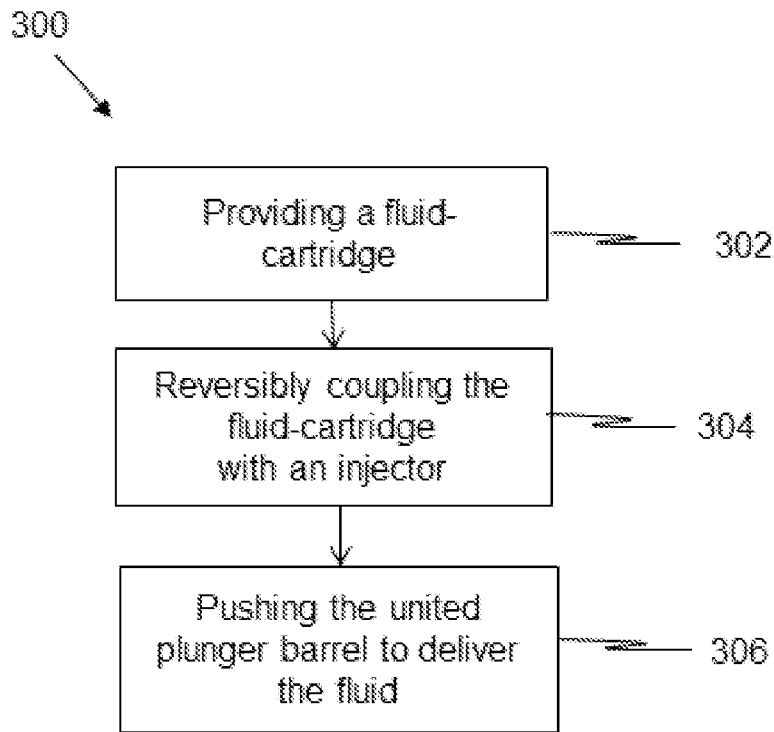 300
Providing a fluid-
cartridge
302
Reversibly coupling the
fluid-cartridge
with an injector
304
Pushing the united
plunger barrel to deliver
the fluid
306